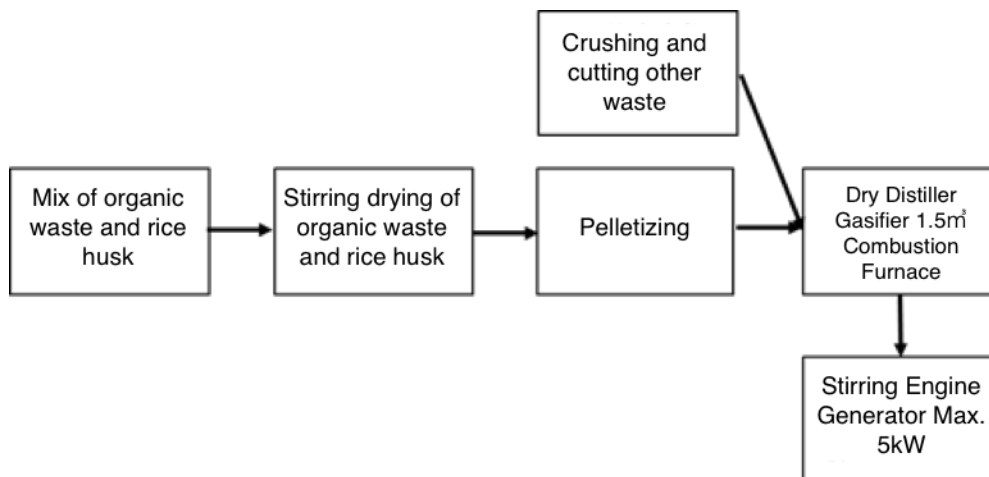 Crushing and
cutting other
waste
Mix of organic
waste and rice
husk
Stirring drying of
organic waste
and rice husk
Pelletizing
Dry Distiller
Gasifier 1.5㎥
Combustion
Furnace
Stirring Engine
Generator Max.
5kW